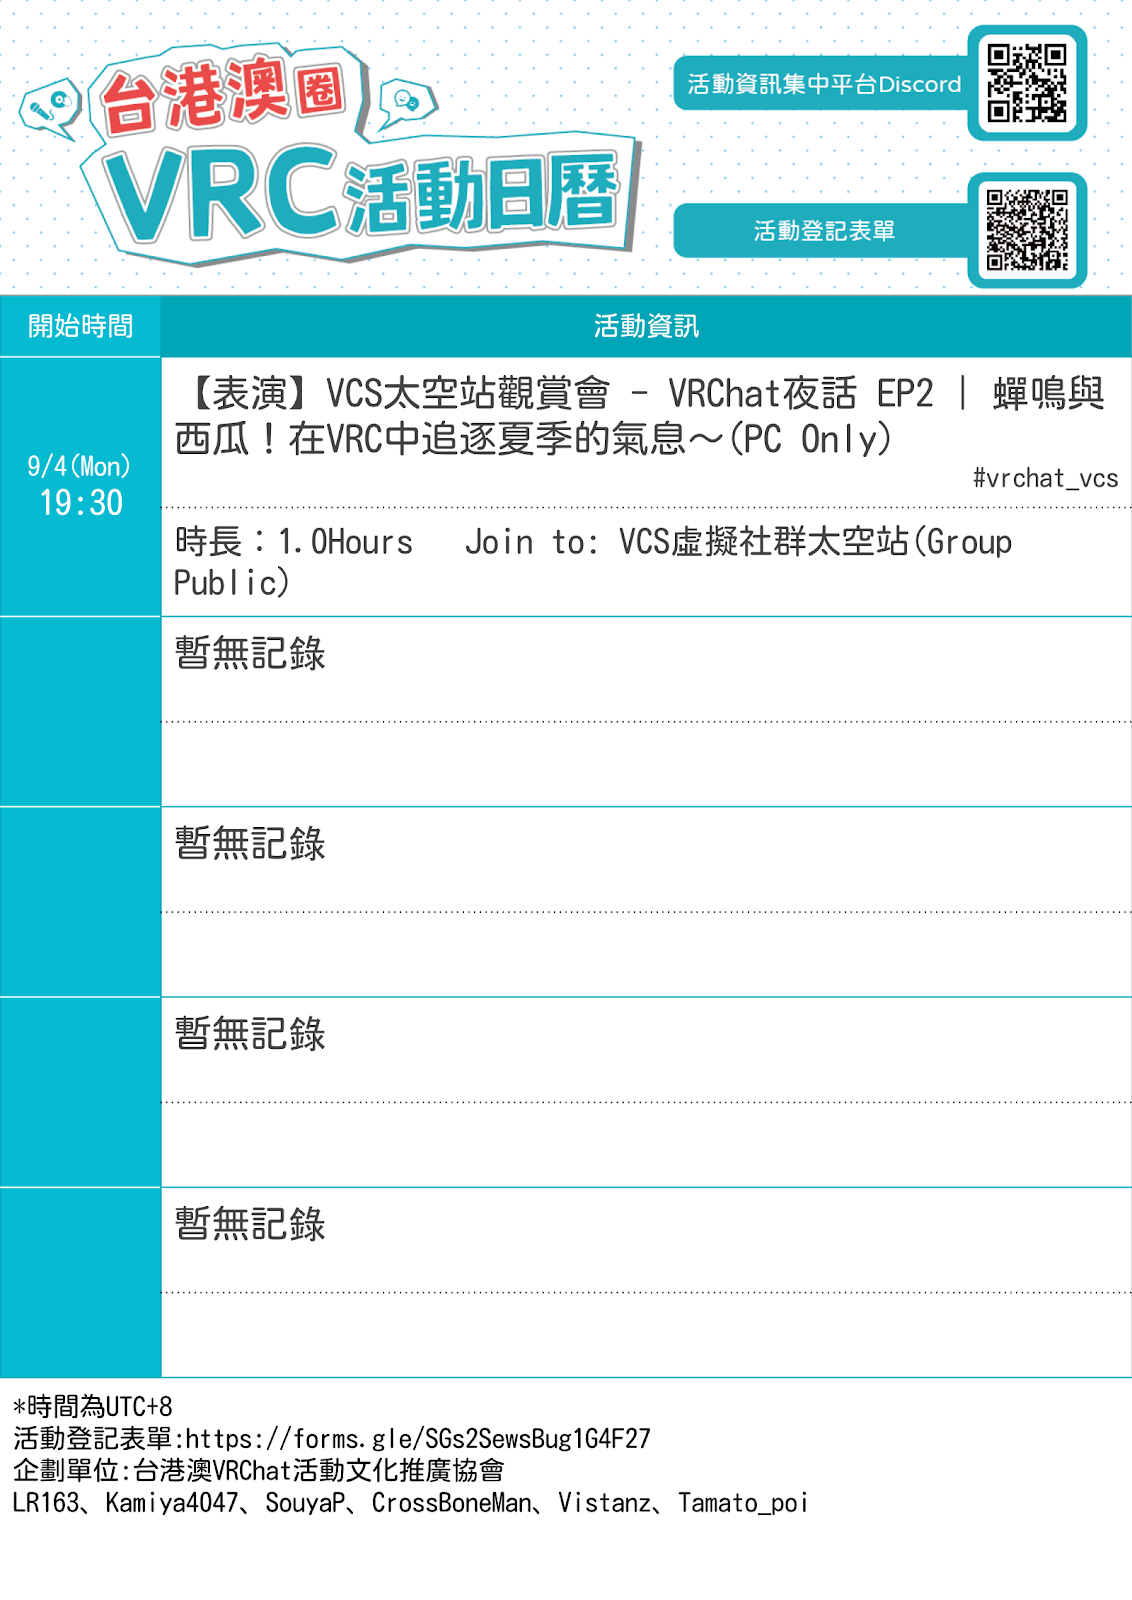 台港澳圈
VRC活動日曆
活動資訊集中平台Discord
活動登記表單
開始時間
活動資訊
9/4(Mon)
19:30
【表演】VCS太空站觀賞會 - VRChat夜話 EP2 | 蟬鳴與
西瓜！在VRC中追逐夏季的氣息～(PC Only)
#vrchat_vcs
時長：1.0Hours Join to: VCS虛擬社群太空站(Group
Public)
暫無記錄
暫無記錄
暫無記錄
暫無記錄
*時間為UTC+8
活動登記表單:https://forms.gle/SGs2SewsBug1G4F27
企劃單位:台港澳VRChat活動文化推廣協會
LR163、Kamiya4047、SouyaP、CrossBoneMan、Vistanz、Tamato_poi